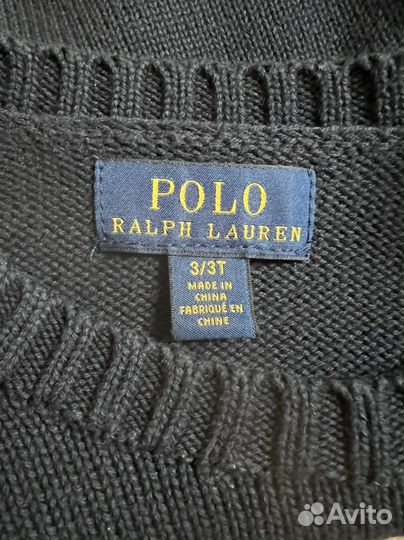 POLO
RALPH LAUREN
3/3T
MADE IN
CHINA
FABRIQUÉ EN
CHINE
Avito